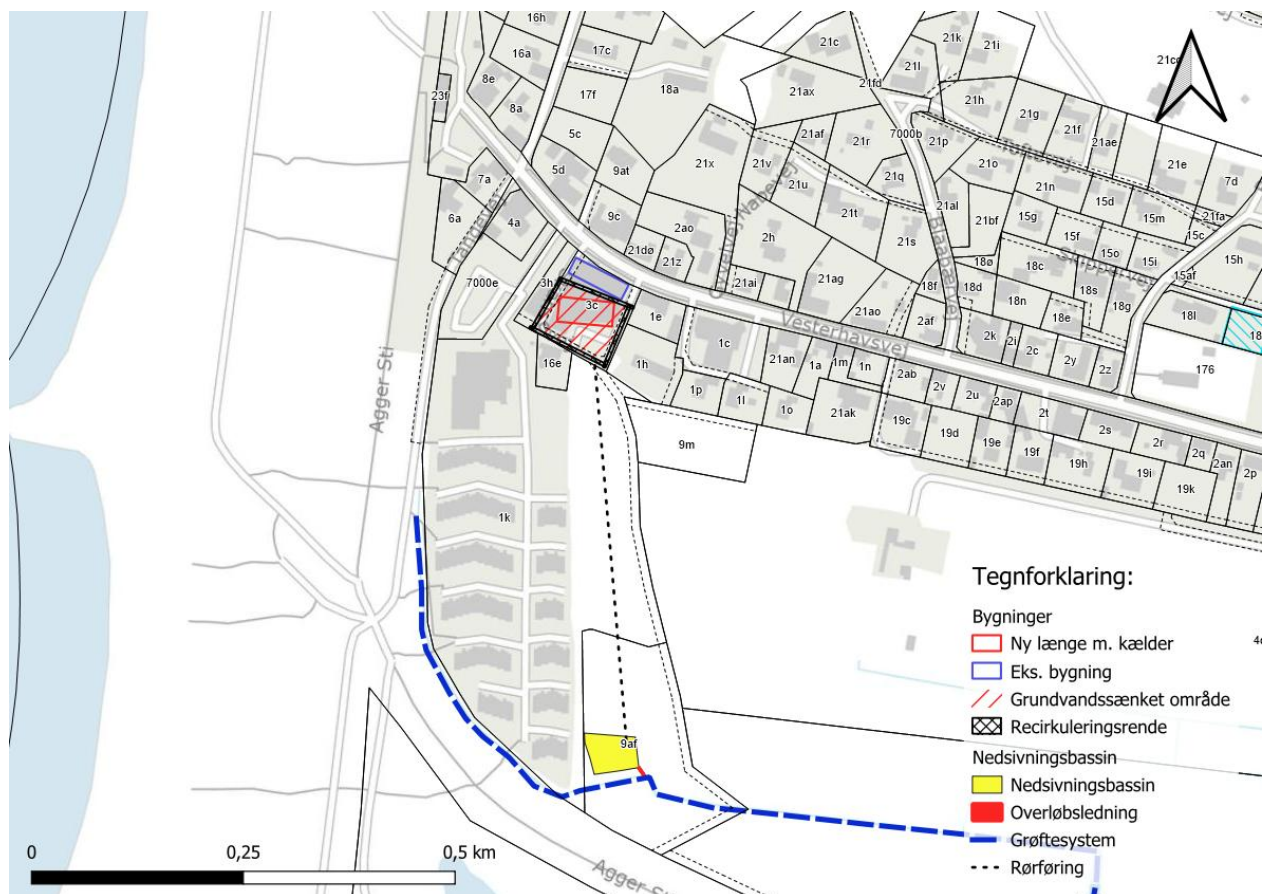 16h
17c
21c
21k
21i
16a
21l
21cc
8e
18a
21ax
21fd
23f
17f
21h
8a
21g
21f
5c
21af
21r
7000b
21p
21ae
5d
9at
21x
21v
21o
21e
7a
21q
7d
21u
21n
15d
6a
4a
9c
2ao
21t
21al
21bf
15g
15m
21fa
Tangevej
2h
Blaabærvej
15f
15c
21dø
21z
21s
15o
Skippervej
18ø
18c
15i
15h
7000e
3h
21ai
21ag
18f
18d
18s
15af
3c
1e
21ao
18n
18g
18l
18
Vesterhavsvej
2af
18e
1c
2k
2i
2c
16e
1h
21an
1a
1m
1n
2y
2z
176
Agger Sti
2ab
2v
1p
1l
1o
21ak
2u
2ap
2t
19c
19d
19e
19f
2s
2r
2q
2an
2p
9m
19h
19i
19k
1k
Tegnforklaring:
Bygninger
Ny længe m. kælder
4c
Eks. bygning
Grundvandssænket område
Recirkuleringsrende
9af
Nedsivningsbassin
Nedsivningsbassin
Overløbsledning
Grøftesystem
0 0,25 0,5 km
Rørføring
Agger Sti